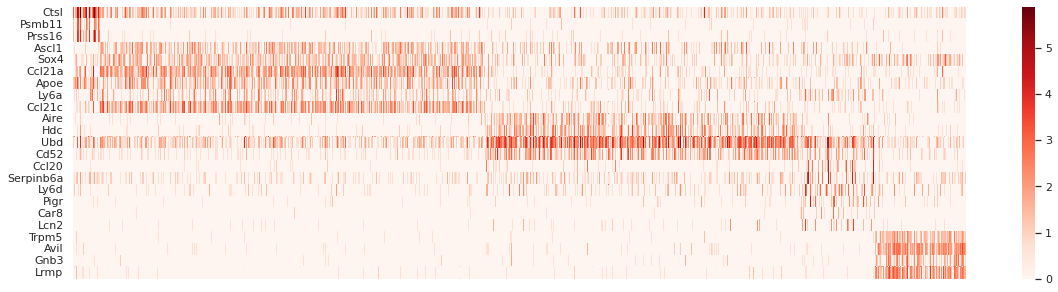 Ctsl
Psmb11
Prss16
Ascl1
Sox4
Ccl21a
Apoe
Ly6a
Ccl21c
Aire
Hdc
Ubd
Cd52
Ccl20
Serpinb6a
Ly6d
Pigr
Car8
Lcn2
Trpm5
Avil
Gnb3
Lrmp
5
4
3
2
1
0